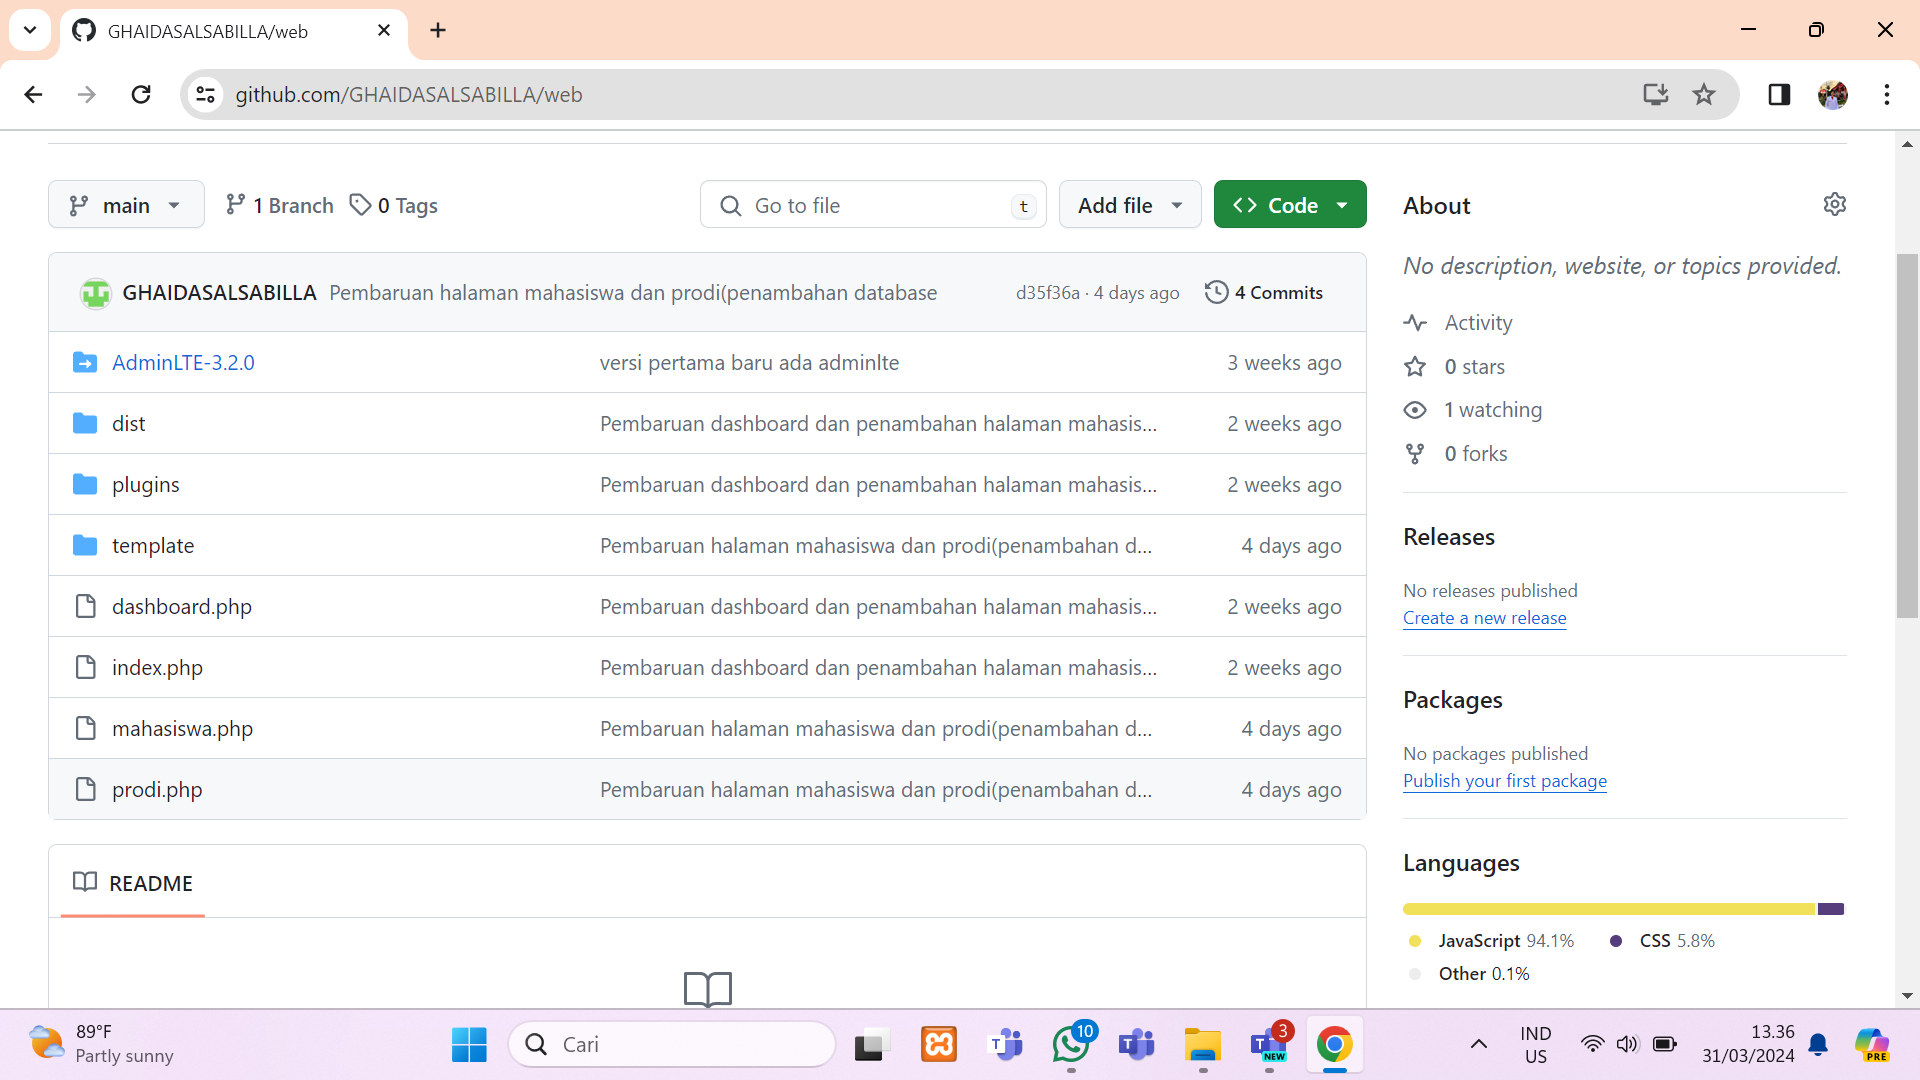 GHAIDASALSABILLA/web
github.com/GHAIDASALSABILLA/web
main
1 Branch
0 Tags
Go to file
t
Add file
Code
GHAIDASALSABILLA Pembaruan halaman mahasiswa dan prodi(penambahan database
d35f36a · 4 days ago
4 Commits
AdminLTE-3.2.0 versi pertama baru ada adminlte 3 weeks ago
dist Pembaruan dashboard dan penambahan halaman mahasis... 2 weeks ago
plugins Pembaruan dashboard dan penambahan halaman mahasis... 2 weeks ago
template Pembaruan halaman mahasiswa dan prodi(penambahan d... 4 days ago
dashboard.php Pembaruan dashboard dan penambahan halaman mahasis... 2 weeks ago
index.php Pembaruan dashboard dan penambahan halaman mahasis... 2 weeks ago
mahasiswa.php Pembaruan halaman mahasiswa dan prodi(penambahan d... 4 days ago
prodi.php Pembaruan halaman mahasiswa dan prodi(penambahan d... 4 days ago
README
About
No description, website, or topics provided.
Activity
0 stars
1 watching
0 forks
Releases
No releases published
Create a new release
Packages
No packages published
Publish your first package
Languages
JavaScript 94.1%
CSS 5.8%
Other 0.1%
89°F
Partly sunny
Cari
T
10
T
3
T
NEW
IND
US
13.36
31/03/2024
PRE